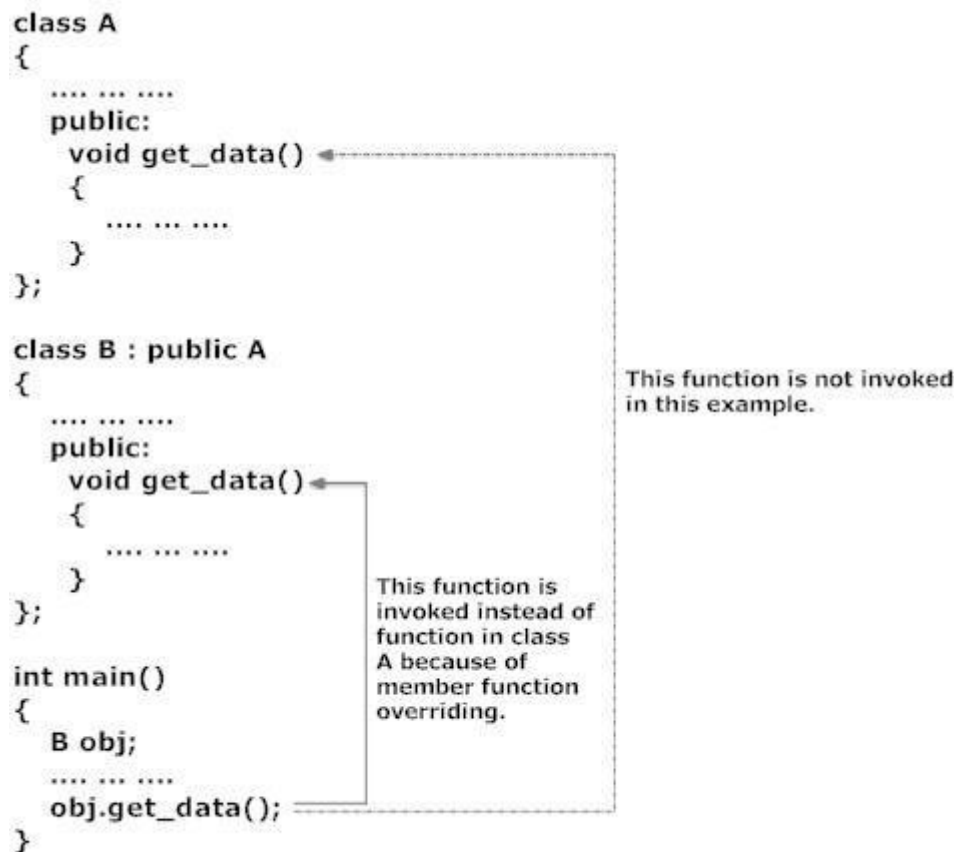 class A
{
.... ... ....
public:
void get_data()
{
.... ... ....
}
};
class B : public A
{
.... ... ....
public:
void get_data()
{
.... ... ....
}
};
int main()
{
B obj;
.... ... ....
obj.get_data();
}
This function is not invoked
in this example.
This function is
invoked instead of
function in class
A because of
member function
overriding.